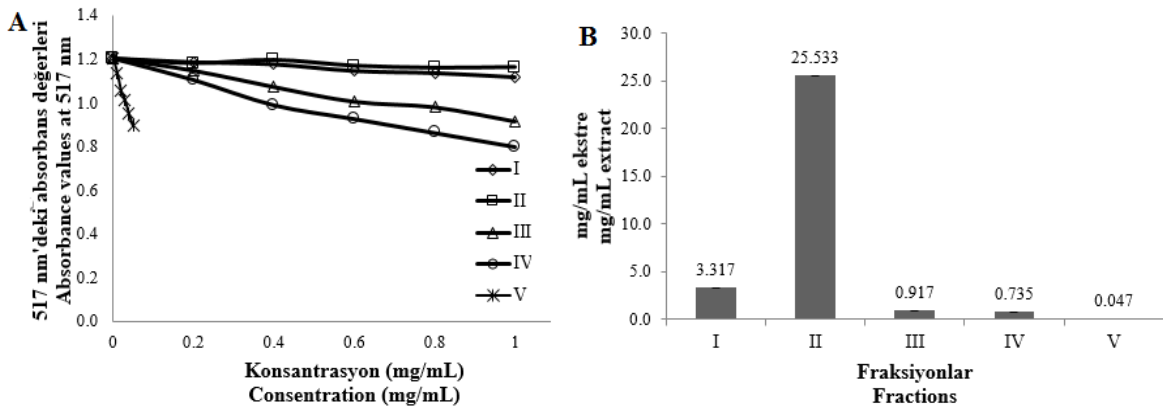 A
517 nm'deki absorbans değerleri
Absorbance values at 517 nm
1.4
1.2
1.0
0.8
0.6
0.4
0.2
0.0
0
0.2
0.4
0.6
0.8
1
I
II
III
IV
V
Konsantrasyon (mg/mL)
Consentration (mg/mL)
B
mg/mL ekstre
mg/mL extract
30.0
25.0
20.0
15.0
10.0
5.0
0.0
3.317
25.533
0.917
0.735
0.047
I
II
III
IV
V
Fraksiyonlar
Fractions